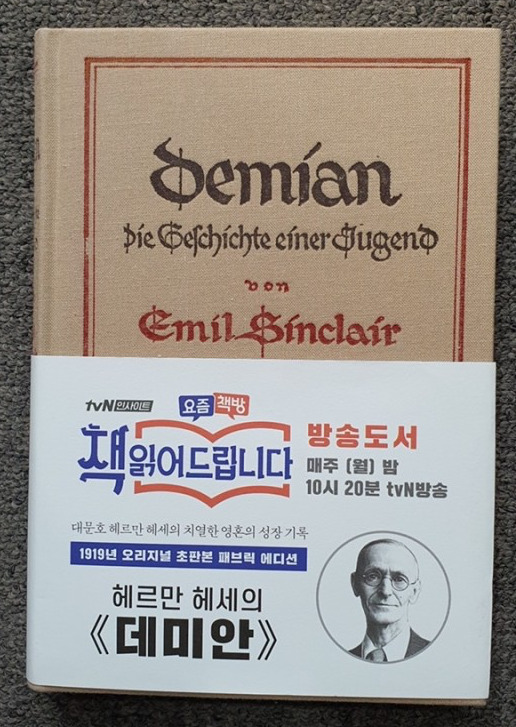 Demian
Die Geschichte einer Jugend
von
Emil Sinclair
tvN 인사이트
요즘 책방
책 읽어드립니다
방송도서
매주 (월) 밤
10시 20분 tvN방송
대문호 헤르만 헤세의 치열한 영혼의 성장 기록
1919년 오리지널 초판본 패브릭 에디션
헤르만 헤세의
《데미안》